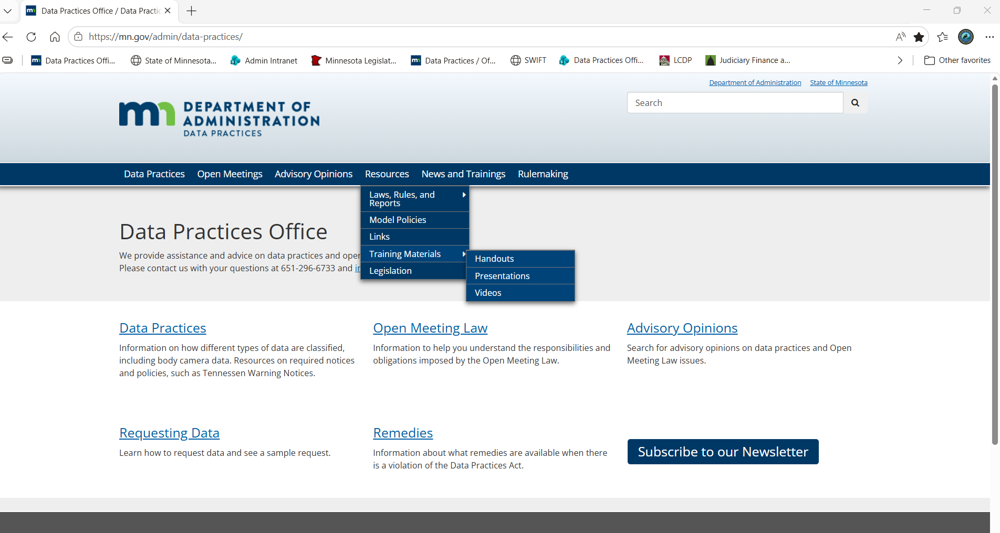 Data Practices Office / Data Practic
https://mn.gov/admin/data-practices/
Data Practices Offi...
State of Minnesota...
Admin Intranet
Minnesota Legislat...
Data Practices / Of...
SWIFT
Data Practices Offi...
LCDP
Judiciary Finance a...
Other favorites
Department of Administration State of Minnesota
Search
mn DEPARTMENT OF
ADMINISTRATION
DATA PRACTICES
Data Practices Open Meetings Advisory Opinions Resources News and Trainings Rulemaking
Laws, Rules, and
Reports
Model Policies
Links
Training Materials
Legislation
Handouts
Presentations
Videos
Data Practices Office
We provide assistance and advice on data practices and oper
Please contact us with your questions at 651-296-6733 and
Data Practices
Information on how different types of data are classified,
including body camera data. Resources on required notices
and policies, such as Tennessen Warning Notices.
Open Meeting Law
Information to help you understand the responsibilities and
obligations imposed by the Open Meeting Law.
Advisory Opinions
Search for advisory opinions on data practices and Open
Meeting Law issues.
Requesting Data
Learn how to request data and see a sample request.
Remedies
Information about what remedies are available when there
is a violation of the Data Practices Act.
Subscribe to our Newsletter